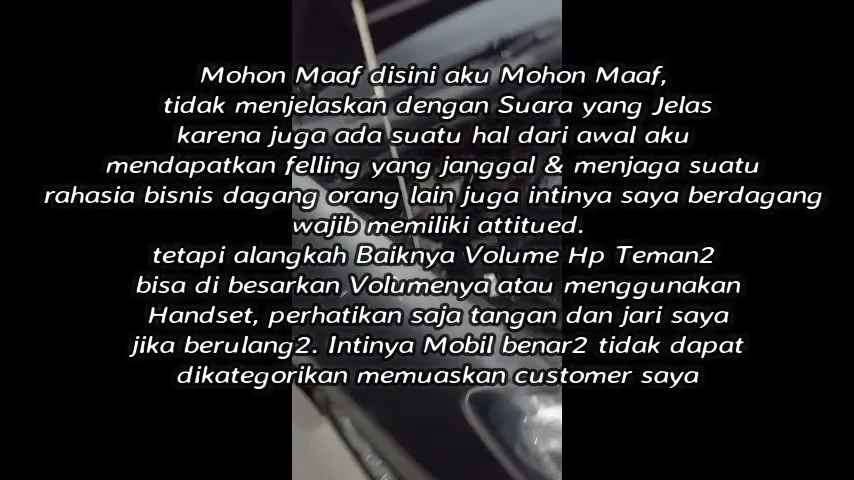 Mohon Maaf disini aku Mohon Maaf,
tidak menjelaskan dengan Suara yang Jelas
karena juga ada suatu hal dari awal aku
mendapatkan felling yang janggal & menjaga suatu
rahasia bisnis dagang orang lain juga intinya saya berdagang
wajib memiliki attitued.
tetapi alangkah Baiknya Volume Hp Teman2
bisa di besarkan Volumenya atau menggunakan
Handset, perhatikan saja tangan dan jari saya
jika berulang2. Intinya Mobil benar2 tidak dapat
dikategorikan memuaskan customer saya